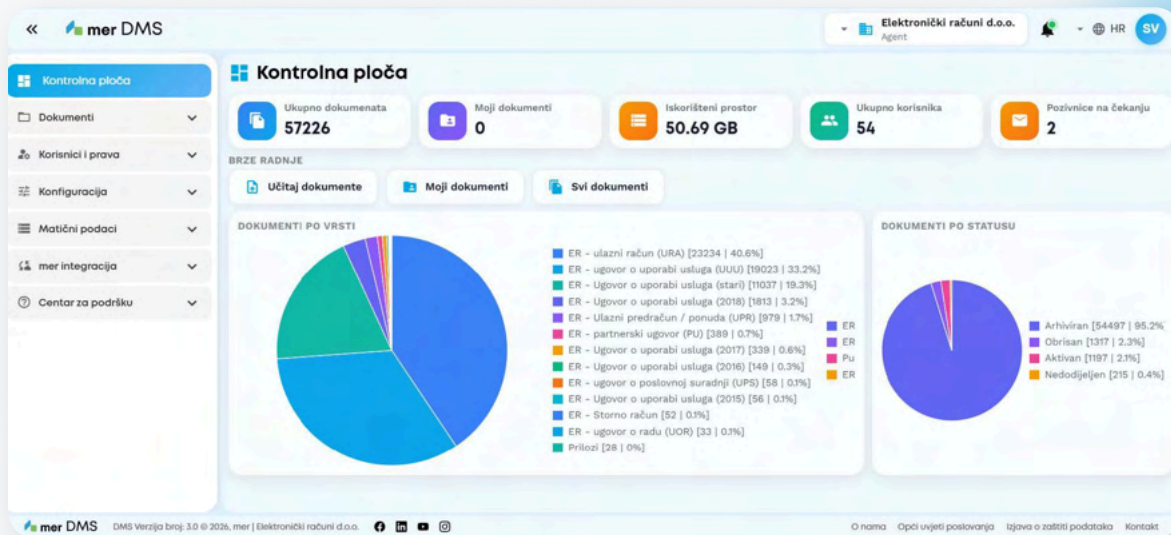 mer DMS
Elektronički računi d.o.o.
Agent
HR
SV
Kontrolna ploča
Dokumenti
Korisnici i prava
Konfiguracija
Matični podaci
mer integracija
Centar za podršku
Kontrolna ploča
Ukupno dokumenata
57226
Moji dokumenti
0
Iskorišteni prostor
50.69 GB
Ukupno korisnika
54
Pozivnice na čekanju
2
BRZE RADNJE
Učitaj dokumente
Moji dokumenti
Svi dokumenti
DOKUMENTI PO VRSTI
ER - ulazni račun (URA) [23234 | 40.6%]
ER - ugovor o uporabi usluga (UUU) [19023 | 33.2%]
ER - Ugovor o uporabi usluga (stari) [11037 | 19.3%]
ER - Ugovor o uporabi usluga (2018) [1813 | 3.2%]
ER - Ulazni predračun / ponuda (UPR) [979 | 1.7%]
ER - partnerski ugovor (PU) [389 | 0.7%]
ER - Ugovor o uporabi usluga (2017) [339 | 0.6%]
ER - Ugovor o uporabi usluga (2016) [149 | 0.3%]
ER - ugovor o poslovnoj suradnji (UPS) [58 | 0.1%]
ER - Ugovor o uporabi usluga (2015) [56 | 0.1%]
ER - Storno račun [52 | 0.1%]
ER - ugovor o radu (UOR) [33 | 0.1%]
Prilozi [28 | 0%]
ER
ER
Pu
ER
DOKUMENTI PO STATUSU
Arhiviran [54497 | 95.2%
Obrisan [1317 | 2.3%]
Aktivan [1197 | 2.1%]
Nedodijeljen [215 | 0.4%]
mer DMS
DMS Verzija broj: 3.0 © 2026, mer | Elektronički računi d.o.o.
O nama
Opći uvjeti poslovanja
Izjava o zaštiti podataka
Kontakt